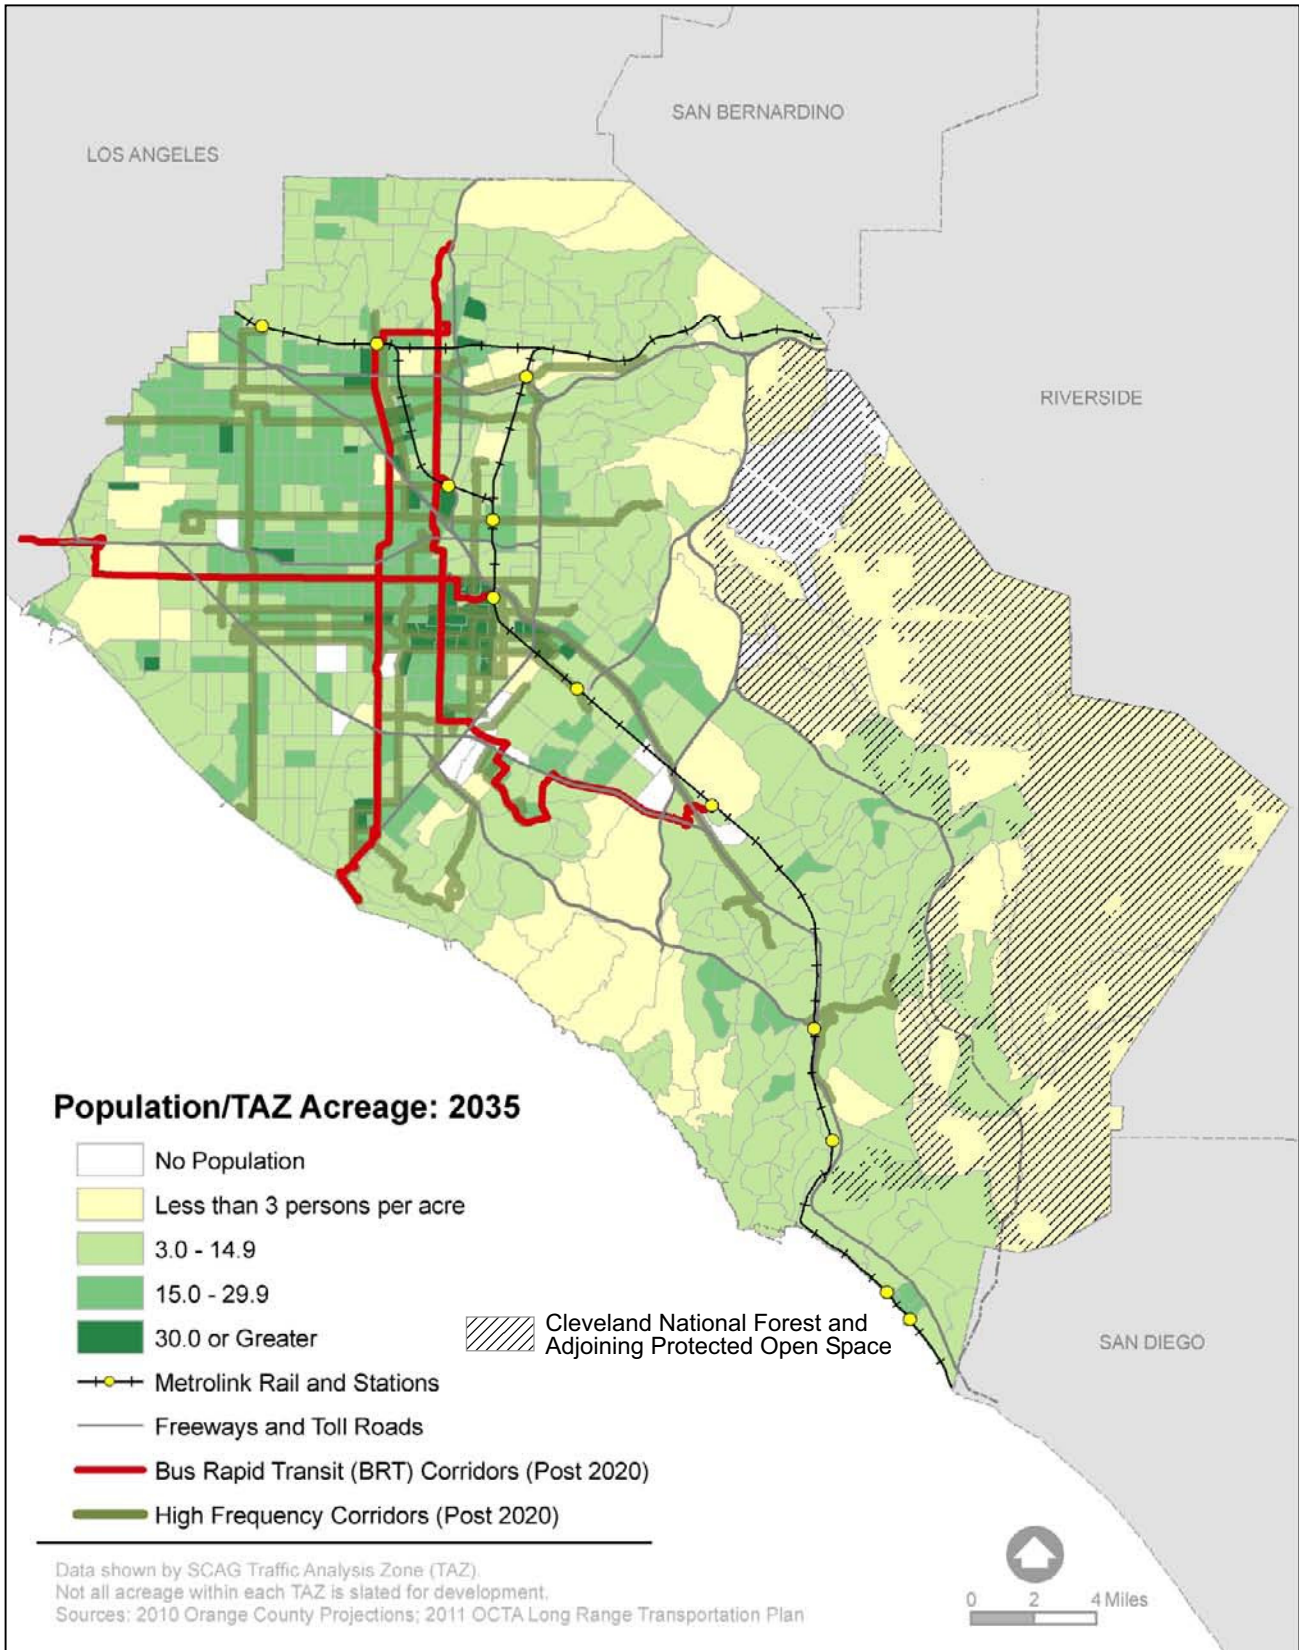 SAN BERNARDINO
LOS ANGELES
RIVERSIDE
Population/TAZ Acreage: 2035
No Population
Less than 3 persons per acre
3.0 - 14.9
15.0 - 29.9
30.0 or Greater
Cleveland National Forest and
Adjoining Protected Open Space
SAN DIEGO
Metrolink Rail and Stations
Freeways and Toll Roads
Bus Rapid Transit (BRT) Corridors (Post 2020)
High Frequency Corridors (Post 2020)
Data shown by SCAG Traffic Analysis Zone (TAZ).
Not all acreage within each TAZ is slated for development.
Sources: 2010 Orange County Projections; 2011 OCTA Long Range Transportation Plan
0 2 4 Miles